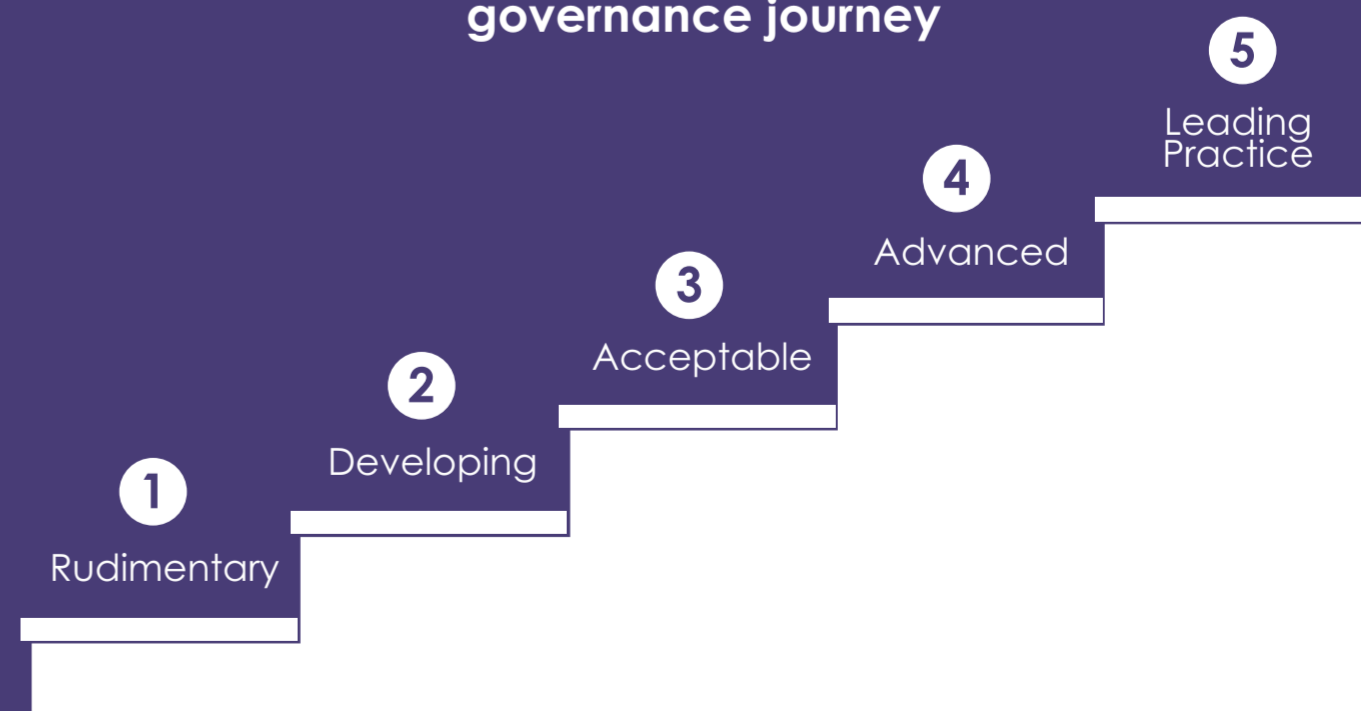 governance journey
5
Leading
Practice
4
Advanced
3
Acceptable
2
Developing
1
Rudimentary